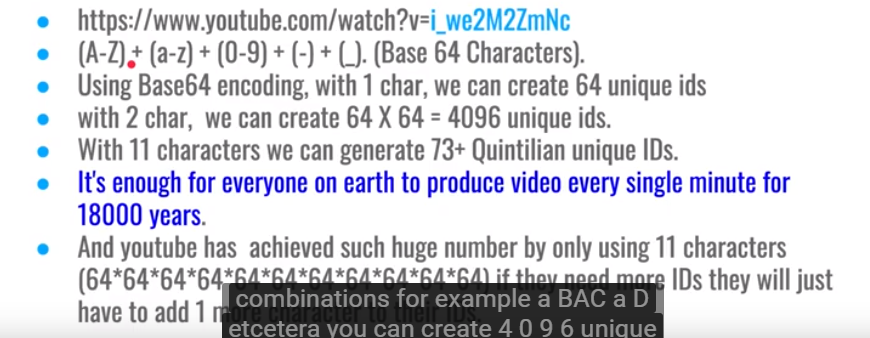 https://www.youtube.com/watch?v=i_we2M2ZmNc
(A-Z) + (a-z) + (0-9) + (-) + (_). (Base 64 Characters).
Using Base64 encoding, with 1 char, we can create 64 unique ids
with 2 char, we can create 64 X 64 = 4096 unique ids.
With 11 characters we can generate 73+ Quintilian unique IDs.
It's enough for everyone on earth to produce video every single minute for
18000 years.
And youtube has achieved such huge number by only using 11 characters
(64*64*64*64*64*64*64*64*64*64*64) if they need more IDs they will just
have to add 1 more character to their IDs.
combinations for example a BAC a D
etcetera you can create 4 0 9 6 unique